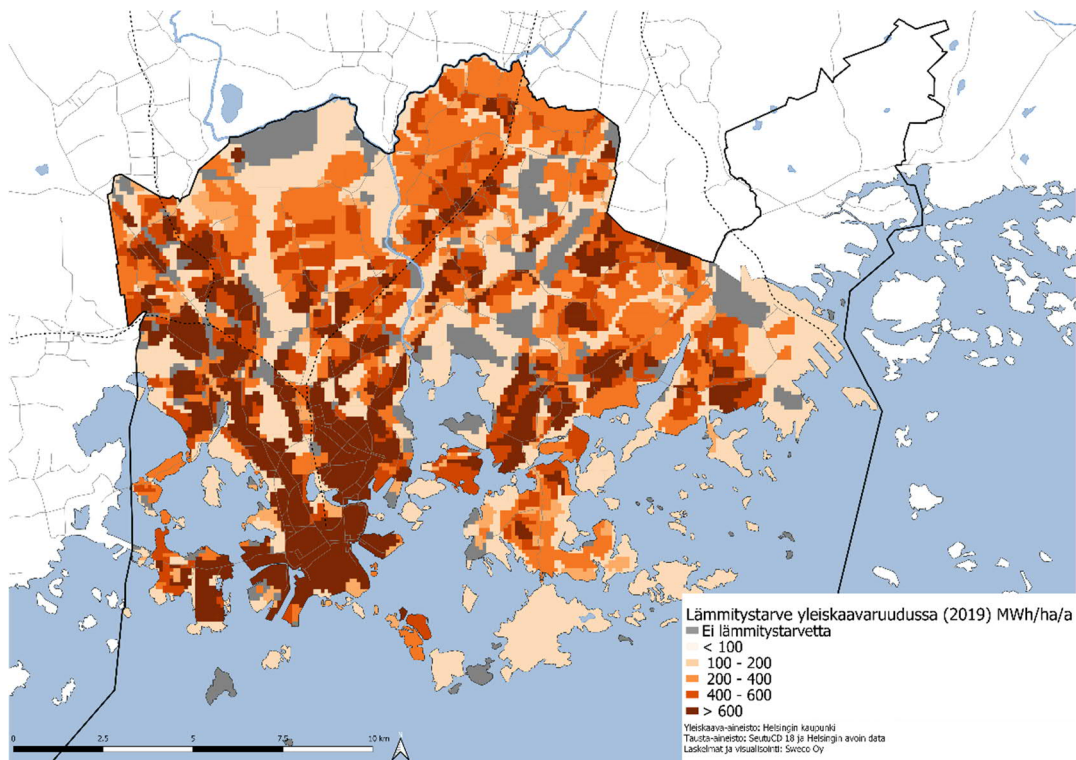 Lämmitystarve yleiskaavaruudussa (2019) MWh/ha/a
Ei lämmitystarvetta
< 100
100 - 200
200 - 400
400 - 600
> 600
Yleiskaava-aineisto: Helsingin kaupunki
Tausta-aineisto: SeutuCD 18 ja Helsingin avoin data
Laskelmat ja visualisointi: Sweco Oy
0 2.5 5 7.5 10 km
N